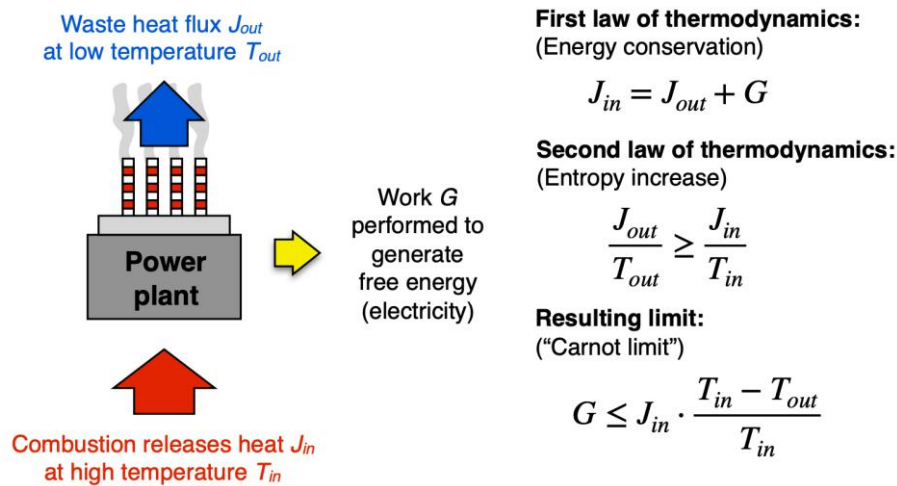 Waste heat flux J_out
at low temperature T_out
Power
plant
Work G
performed to
generate
free energy
(electricity)
Combustion releases heat J_in
at high temperature T_in
First law of thermodynamics:
(Energy conservation)
J_in = J_out + G
Second law of thermodynamics:
(Entropy increase)
J_out / T_out ≥ J_in / T_in
Resulting limit:
(“Carnot limit”)
G ≤ J_in · (T_in − T_out) / T_in